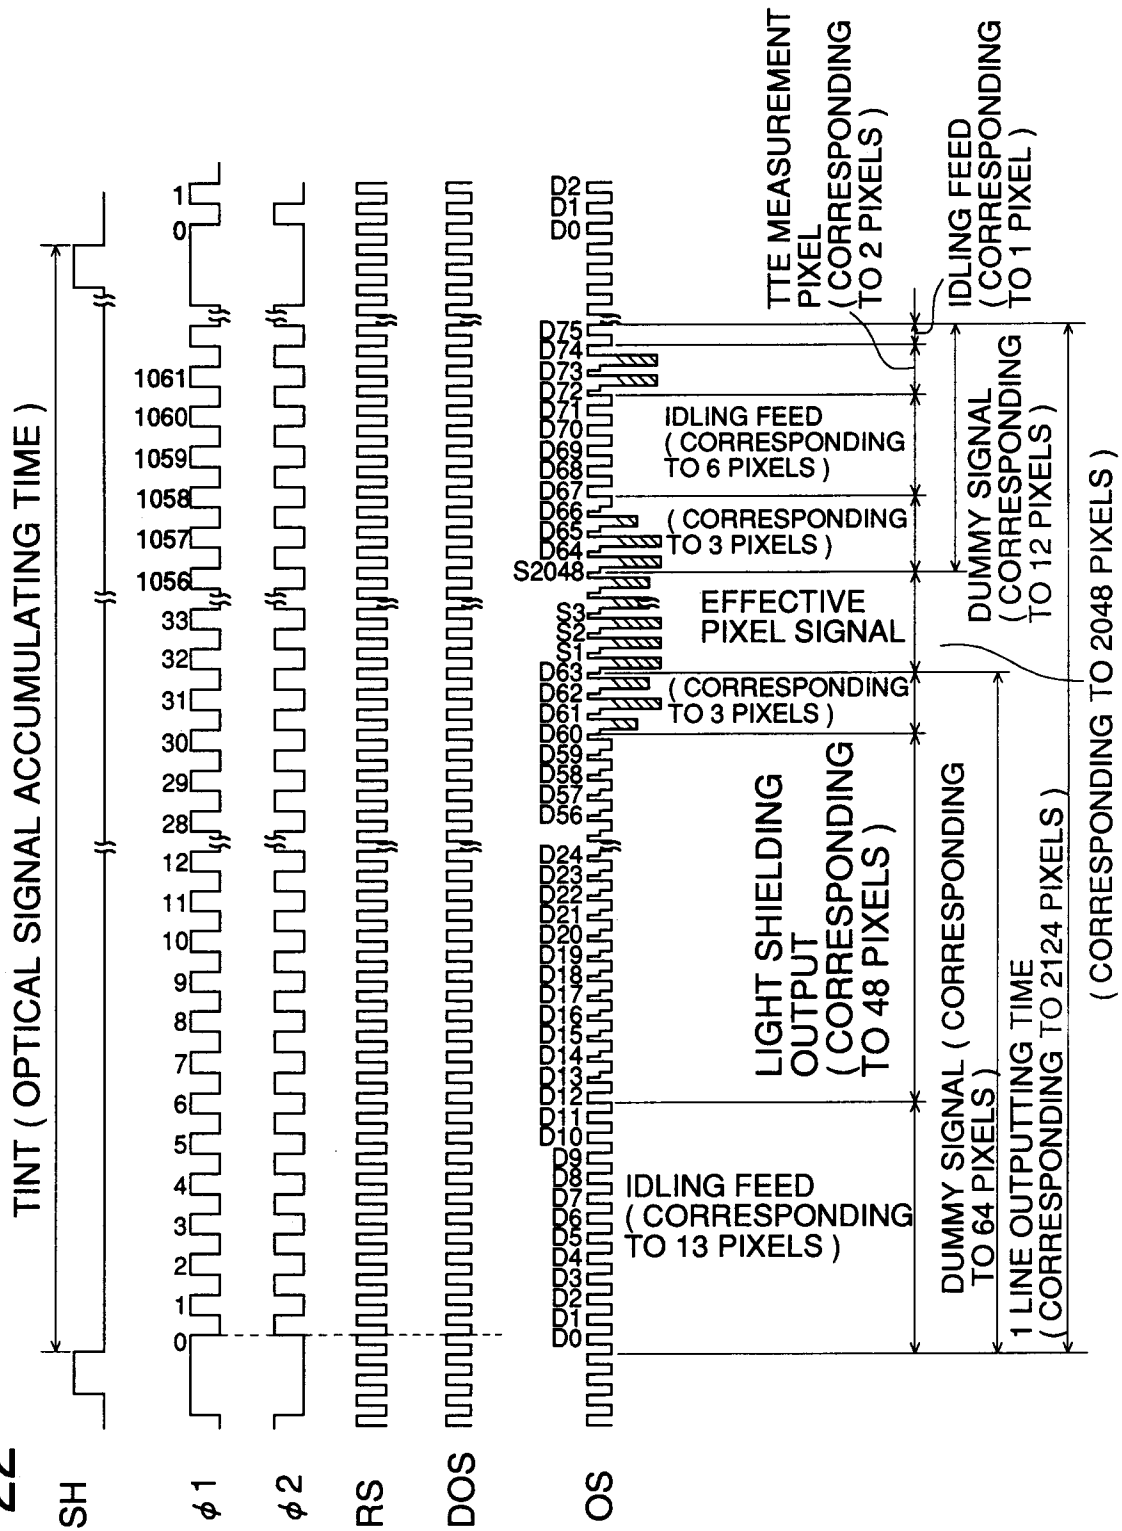 22
TINT ( OPTICAL SIGNAL ACCUMULATING TIME )
SH
φ1
0 1 2 3 4 5 6 7 8 9 10 11 12 28 29 30 31 32 33 1056 1057 1058 1059 1060 1061 0 1
φ2
RS
DOS
OS
D0 D1 D2 D3 D4 D5 D6 D7 D8 D9 D10 D11 D12 D13 D14 D15 D16 D17 D18 D19 D20 D21 D22 D23 D24 D56 D57 D58 D59 D60 D61 D62 D63 S1 S2 S3 S2048 D64 D65 D66 D67 D68 D69 D70 D71 D72 D73 D74 D75 D0 D1 D2
IDLING FEED
( CORRESPONDING
TO 13 PIXELS )
LIGHT SHIELDING
OUTPUT
( CORRESPONDING
TO 48 PIXELS )
( CORRESPONDING
TO 3 PIXELS )
EFFECTIVE
PIXEL SIGNAL
( CORRESPONDING
TO 3 PIXELS )
IDLING FEED
( CORRESPONDING
TO 6 PIXELS )
TTE MEASUREMENT
PIXEL
( CORRESPONDING
TO 2 PIXELS )
IDLING FEED
( CORRESPONDING
TO 1 PIXEL )
DUMMY SIGNAL ( CORRESPONDING
TO 64 PIXELS )
DUMMY SIGNAL
( CORRESPONDING
TO 12 PIXELS )
1 LINE OUTPUTING TIME
( CORRESPONDING TO 2124 PIXELS )
( CORRESPONDING TO 2048 PIXELS )